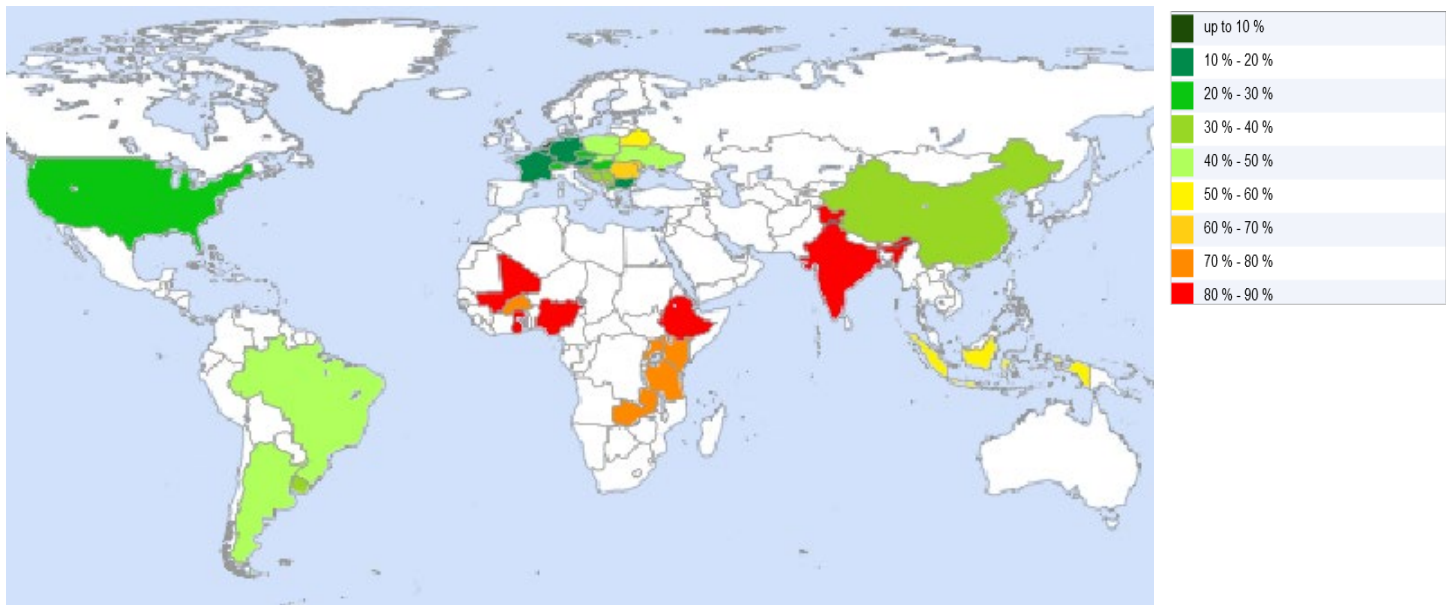 up to 10 %
10 % - 20 %
20 % - 30 %
30 % - 40 %
40 % - 50 %
50 % - 60 %
60 % - 70 %
70 % - 80 %
80 % - 90 %